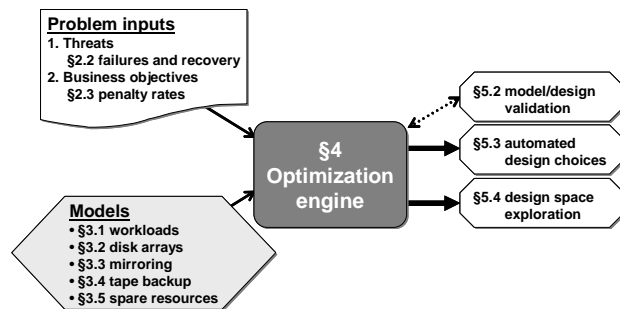 Problem inputs
1. Threats
§2.2 failures and recovery
2. Business objectives
§2.3 penalty rates
Models
• §3.1 workloads
• §3.2 disk arrays
• §3.3 mirroring
• §3.4 tape backup
• §3.5 spare resources
§4
Optimization
engine
§5.2 model/design
validation
§5.3 automated
design choices
§5.4 design space
exploration